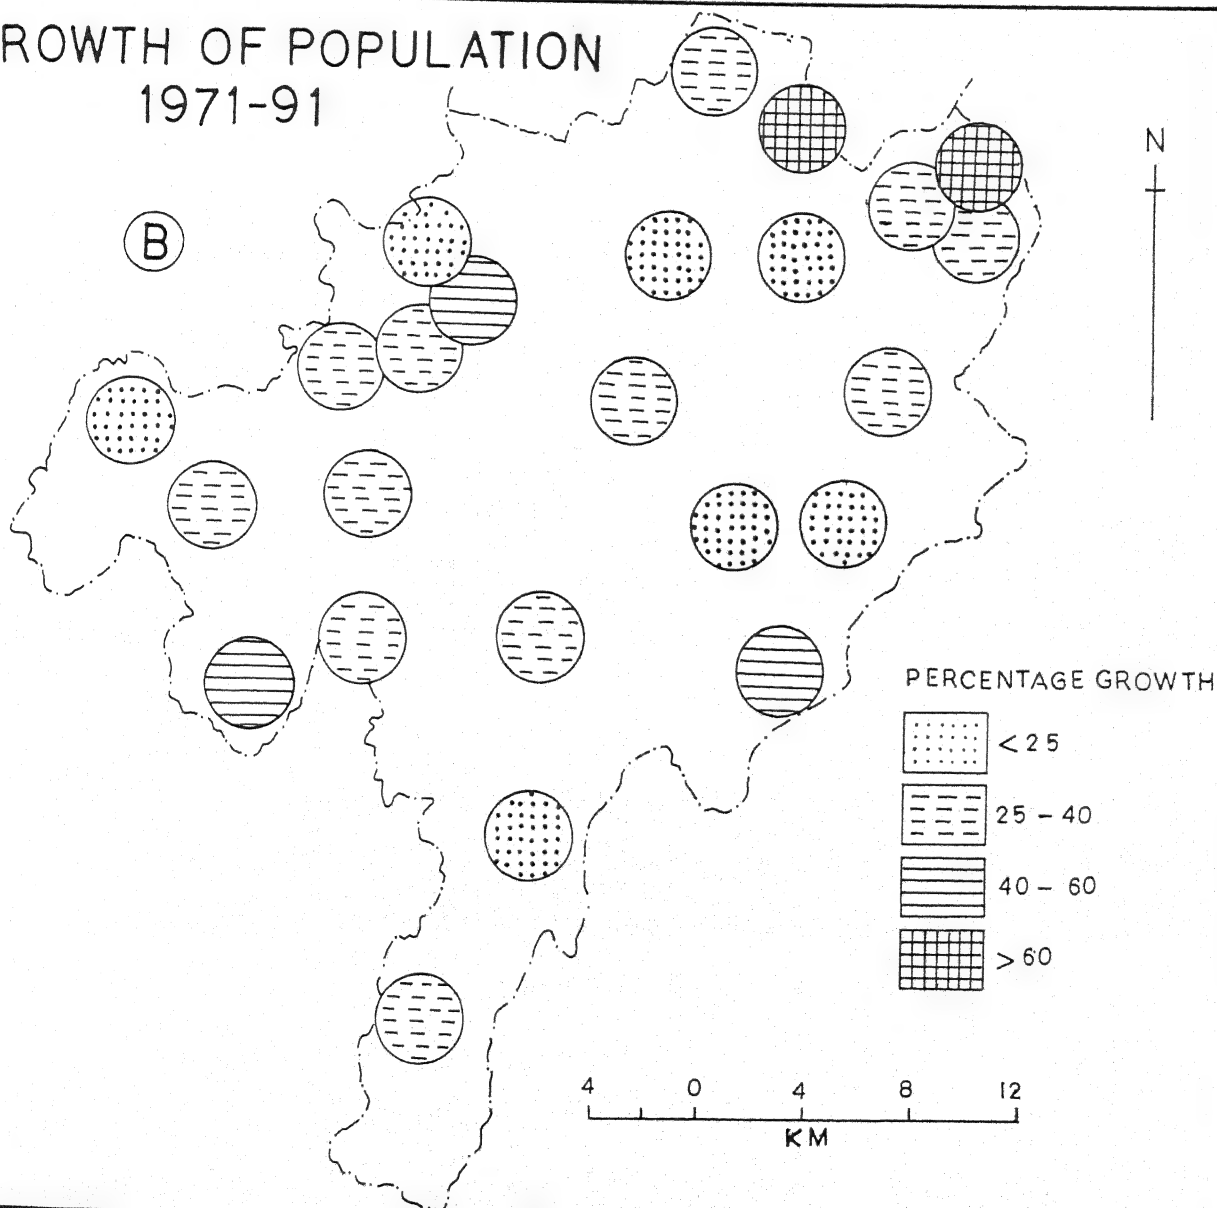 ROWTH OF POPULATION
1971-91
N
B
PERCENTAGE GROWTH
<25
25 - 40
40 - 60
>60
4 0 4 8 12
KM